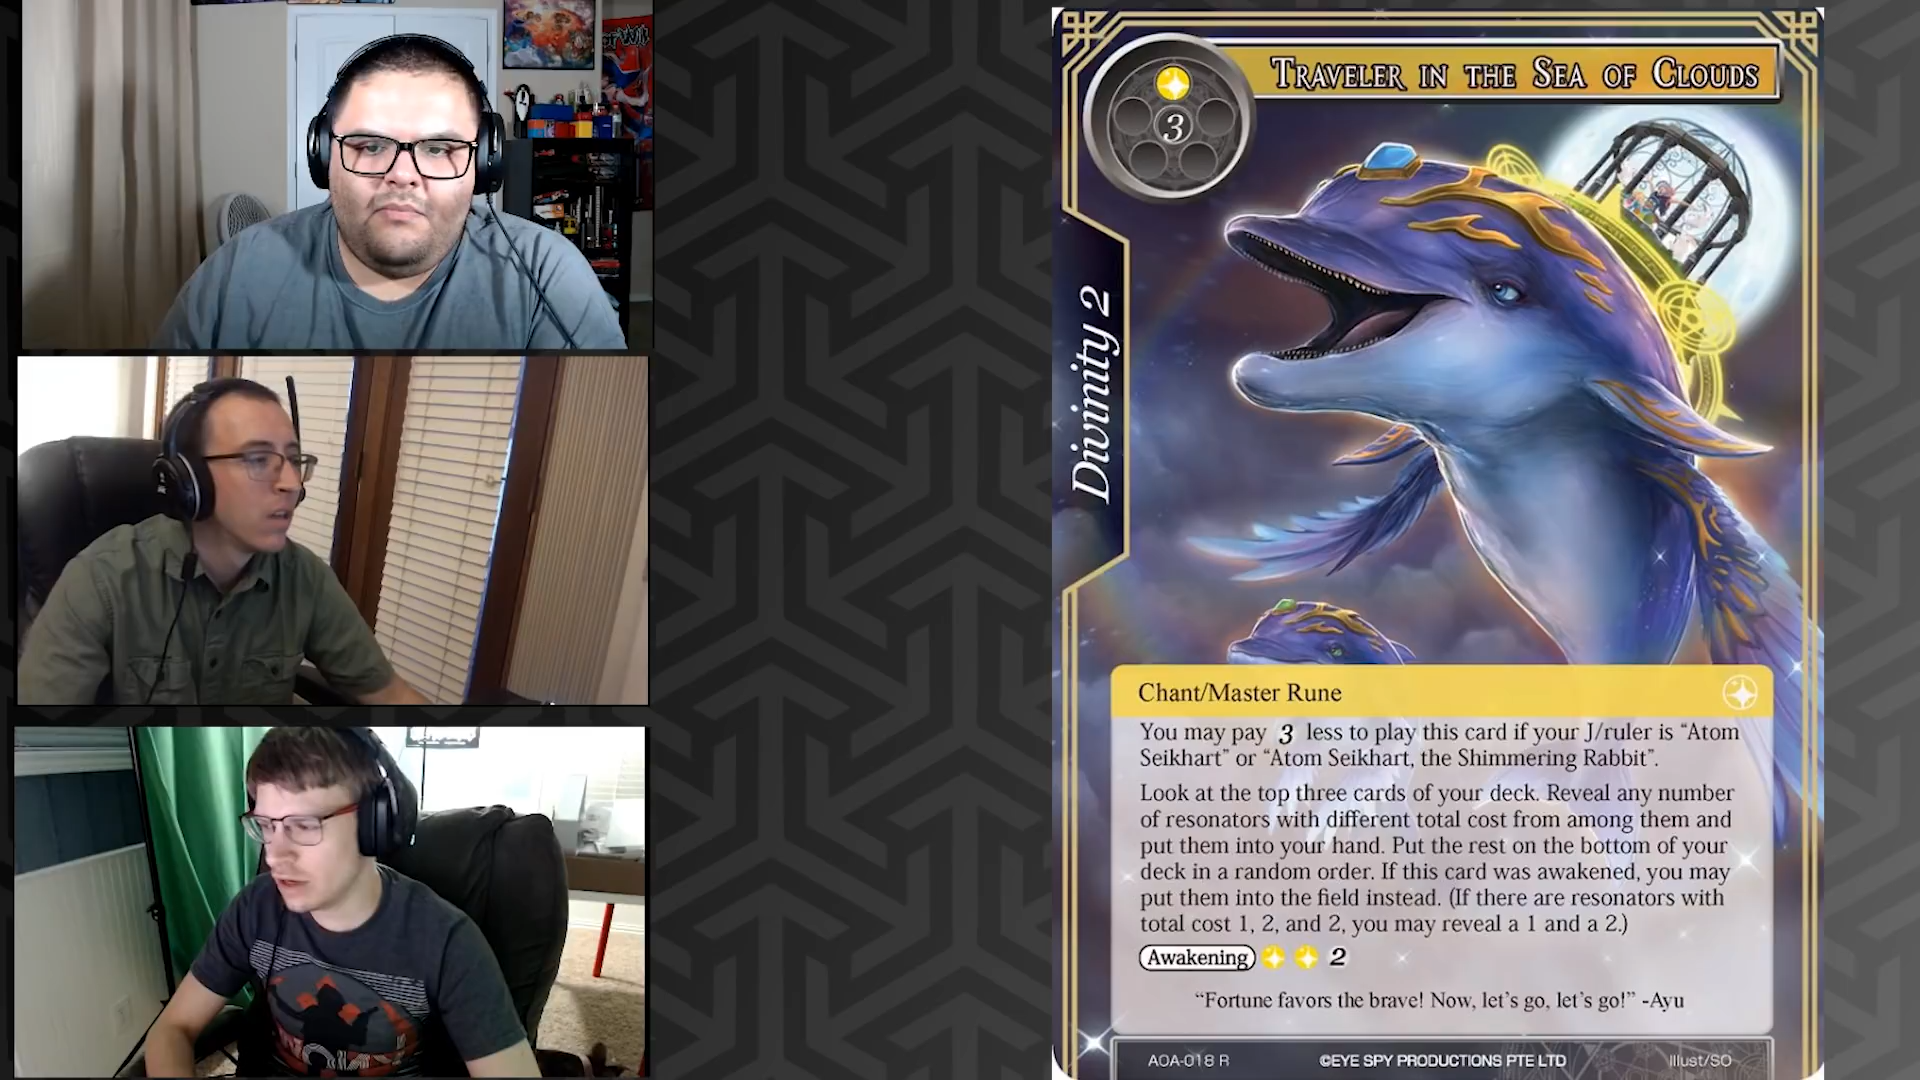 TRAVELER IN THE SEA OF CLOUDS
3
Divinity 2
Chant/Master Rune
You may pay 3 less to play this card if your J/ruler is “Atom
Seikhart” or “Atom Seikhart, the Shimmering Rabbit”.
Look at the top three cards of your deck. Reveal any number
of resonators with different total cost from among them and
put them into your hand. Put the rest on the bottom of your
deck in a random order. If this card was awakened, you may
put them into the field instead. (If there are resonators with
total cost 1, 2, and 2, you may reveal a 1 and a 2.)
Awakening 2
“Fortune favors the brave! Now, let’s go, let’s go!” -Ayu
AOA-018 R ©EYE SPY PRODUCTIONS PTE LTD Illust/SO